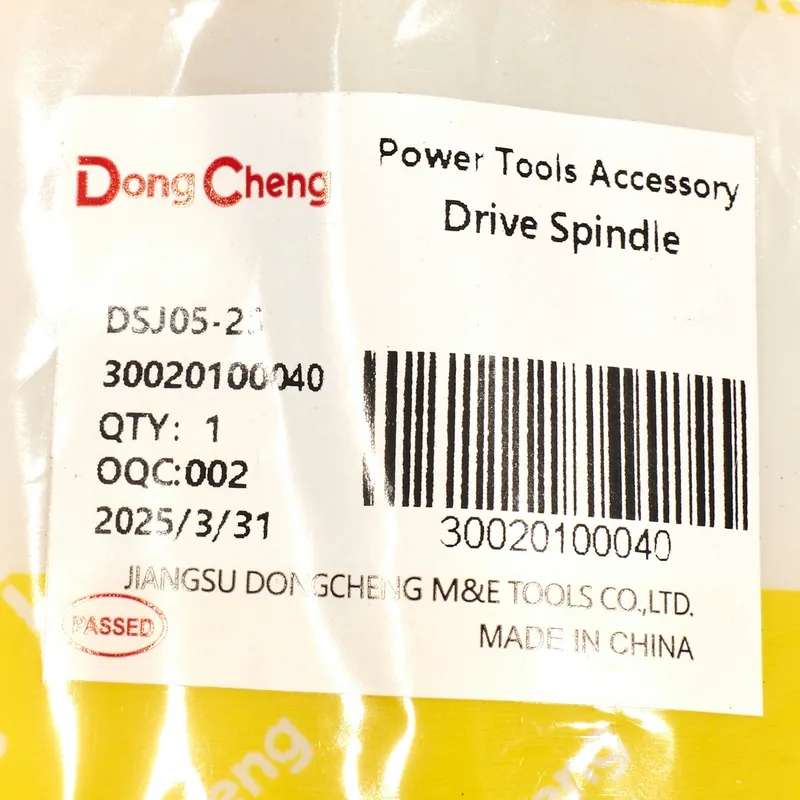 Dong Cheng
Power Tools Accessory
Drive Spindle
30020100040
QTY: 1
OQC:002
2025/3/31
30020100040
JIANGSU DONGCHENG M&E TOOLS CO.,LTD.
PASSED
MADE IN CHINA